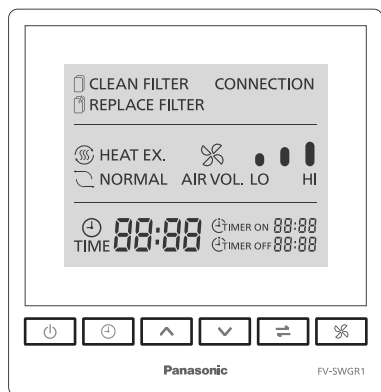 CLEAN FILTER CONNECTION
REPLACE FILTER
HEAT EX.
NORMAL AIR VOL. LO HI
TIME 88:88 TIMER ON 88:88
TIMER OFF 88:88
Panasonic FV-SWGR1